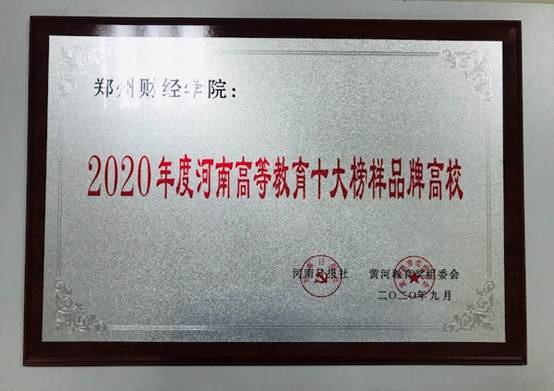 郑州财经学院：
2020年度河南高等教育十大榜样品牌高校
河南日报社 黄河教育奖组委会
二〇二〇年九月